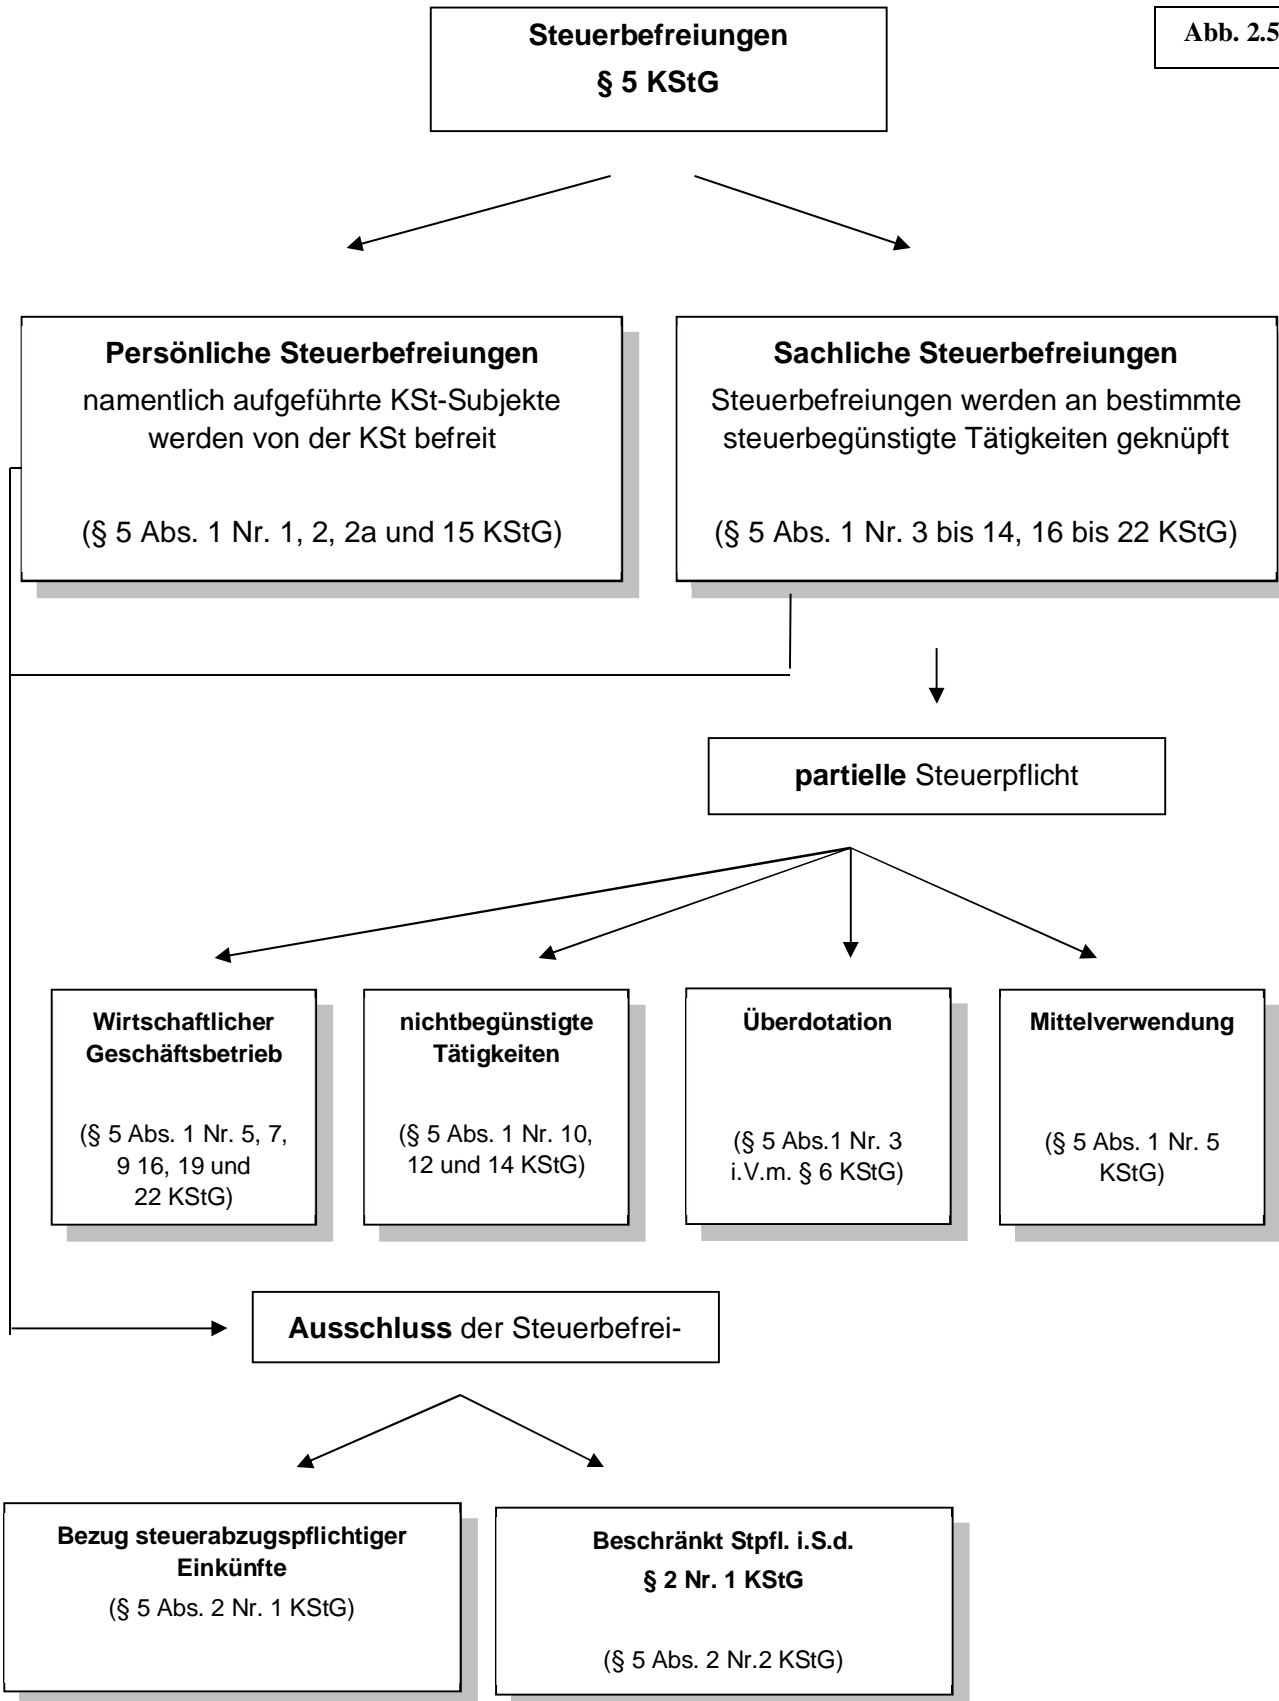 Steuerbefreiungen
§ 5 KStG
Abb. 2.5
Persönliche Steuerbefreiungen
namentlich aufgeführte KSt-Subjekte
werden von der KSt befreit
(§ 5 Abs. 1 Nr. 1, 2, 2a und 15 KStG)
Sachliche Steuerbefreiungen
Steuerbefreiungen werden an bestimmte
steuerbegünstigte Tätigkeiten geknüpft
(§ 5 Abs. 1 Nr. 3 bis 14, 16 bis 22 KStG)
partielle Steuerpflicht
Wirtschaftlicher
Geschäftsbetrieb
(§ 5 Abs. 1 Nr. 5, 7,
9 16, 19 und
22 KStG)
nichtbegünstigte
Tätigkeiten
(§ 5 Abs. 1 Nr. 10,
12 und 14 KStG)
Überdotation
(§ 5 Abs.1 Nr. 3
i.V.m. § 6 KStG)
Mittelverwendung
(§ 5 Abs. 1 Nr. 5
KStG)
Ausschluss der Steuerbefrei-
Bezug steuerabzugspflichtiger
Einkünfte
(§ 5 Abs. 2 Nr. 1 KStG)
Beschränkt Stpfl. i.S.d.
§ 2 Nr. 1 KStG
(§ 5 Abs. 2 Nr.2 KStG)